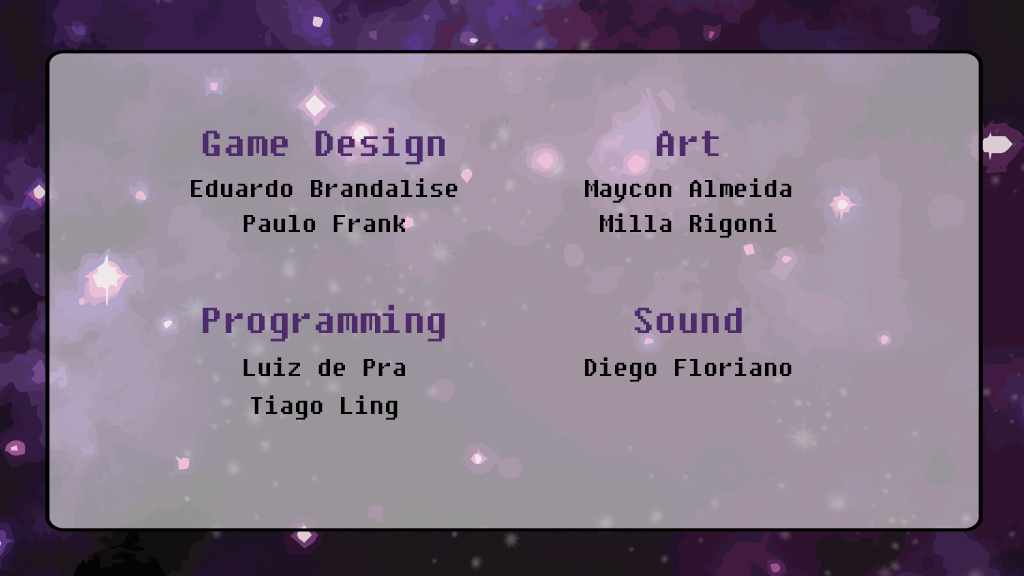 Game Design
Eduardo Brandalise
Paulo Frank
Art
Maycon Almeida
Milla Rigoni
Programming
Luiz de Pra
Tiago Ling
Sound
Diego Floriano